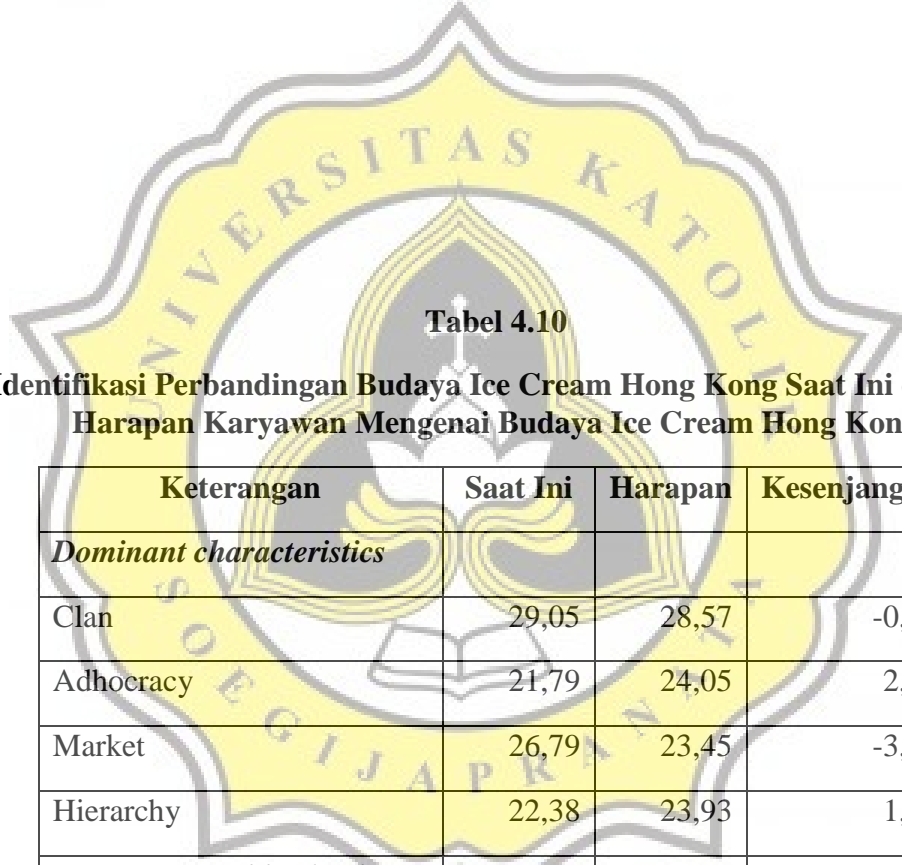 UNIVERSITAS KATOLIK
SOEGIJAPRANATA
Tabel 4.10
Identifikasi Perbandingan Budaya Ice Cream Hong Kong Saat Ini
Harapan Karyawan Mengenai Budaya Ice Cream Hong Kon
Keterangan Saat Ini Harapan Kesenjang
Dominant characteristics
Clan 29,05 28,57 -0,
Adhocracy 21,79 24,05 2,
Market 26,79 23,45 -3,
Hierarchy 22,38 23,93 1,